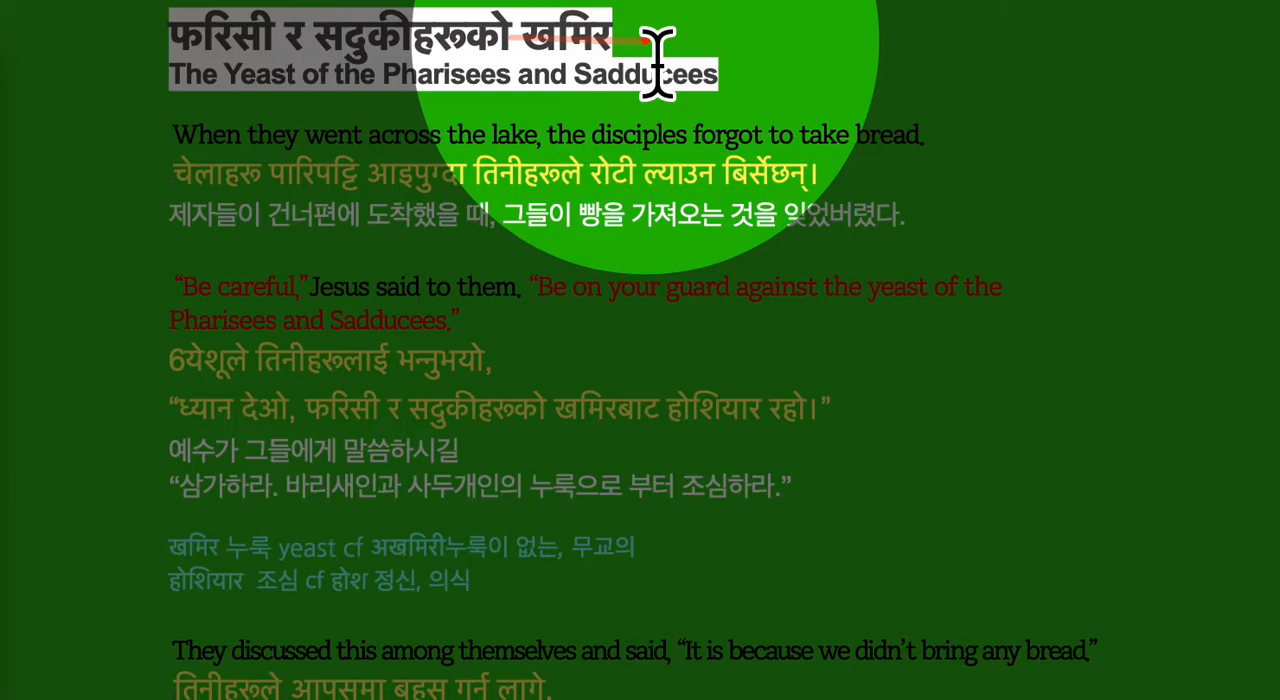 फरिसी र सदुकीहरूको खमिर
The Yeast of the Pharisees and Sadducees
When they went across the lake, the disciples forgot to take bread.
चेलाहरू पारिपट्टि आइपुग्दा तिनीहरूले रोटी ल्याउन बिर्सेछन्।
제자들이 건너편에 도착했을 때, 그들이 빵을 가져오는 것을 잊었버렸다.
“Be careful,” Jesus said to them. “Be on your guard against the yeast of the
Pharisees and Sadducees.”
6येशूले तिनीहरूलाई भन्नुभयो,
“ध्यान देओ, फरिसी र सदुकीहरूको खमिरबाट होशियार रहो।”
예수가 그들에게 말씀하시길
“삼가하라. 바리새인과 사두개인의 누룩으로 부터 조심하라.”
खमिर 누룩 yeast cf अखमिरी누룩이 없는, 무교의
होशियार 조심 cf होश 정신, 의식
They discussed this among themselves and said, “It is because we didn’t bring any bread.”
तिनीहरूले आपसमा बहस गर्न लागे,